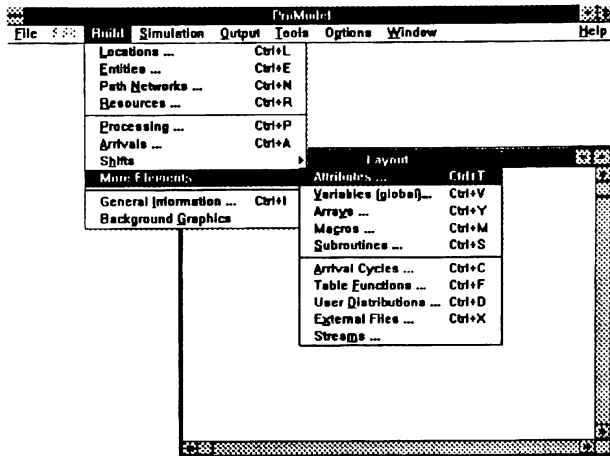 ProModel
File Build Simulation Output Tools Options Window Help
Locations ... Ctrl+L
Entities ... Ctrl+E
Path Networks ... Ctrl+N
Resources ... Ctrl+R
Processing ... Ctrl+P
Arrivals ... Ctrl+A
Shifts
More Elements
General Information ... Ctrl+I
Background Graphics
Layout
Attributes ... Ctrl+T
Variables (global)... Ctrl+V
Arrays ... Ctrl+Y
Macros ... Ctrl+M
Subroutines ... Ctrl+S
Arrival Cycles ... Ctrl+C
Table Functions ... Ctrl+F
User Distributions ... Ctrl+D
External Files ... Ctrl+X
Streams ...